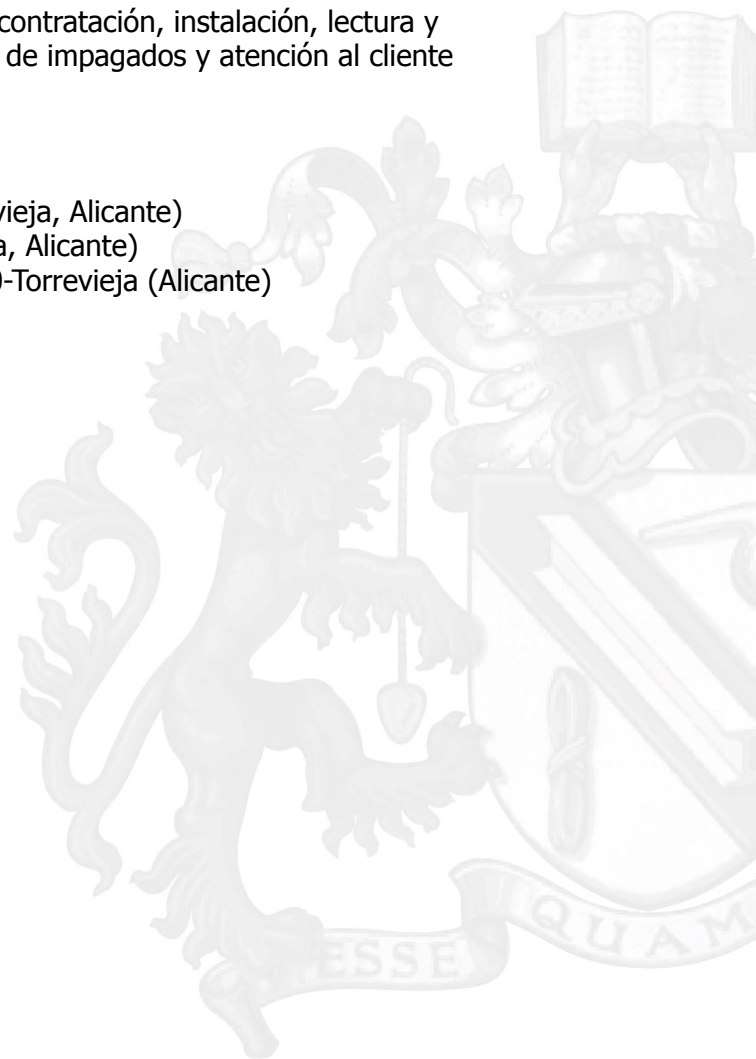 contratación, instalación, lectura y
de impagados y atención al cliente
vieja, Alicante)
a, Alicante)
-Torrevieja (Alicante)
ESSE
QUAM